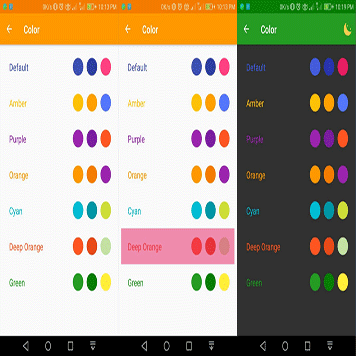 0K/s 10:13 PM
Color
Default
Amber
Purple
Orange
Cyan
Deep Orange
Green
0K/s 10:13 PM
Color
Default
Amber
Purple
Orange
Cyan
Deep Orange
Green
0K/s 10:19 PM
Color
Default
Amber
Purple
Orange
Cyan
Deep Orange
Green